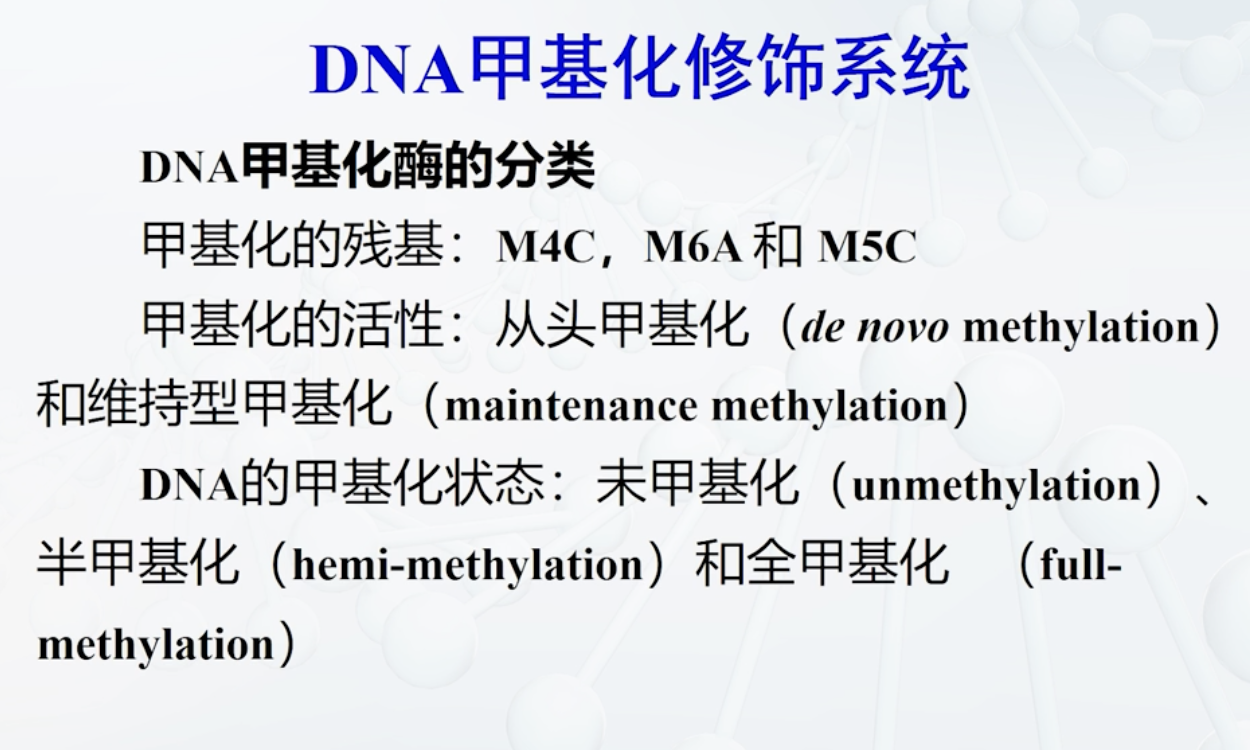 DNA甲基化修饰系统
DNA甲基化酶的分类
甲基化的残基：M4C，M6A 和 M5C
甲基化的活性：从头甲基化（de novo methylation）
和维持型甲基化（maintenance methylation）
DNA的甲基化状态：未甲基化（unmethylation）、
半甲基化（hemi-methylation）和全甲基化 （full-
methylation）